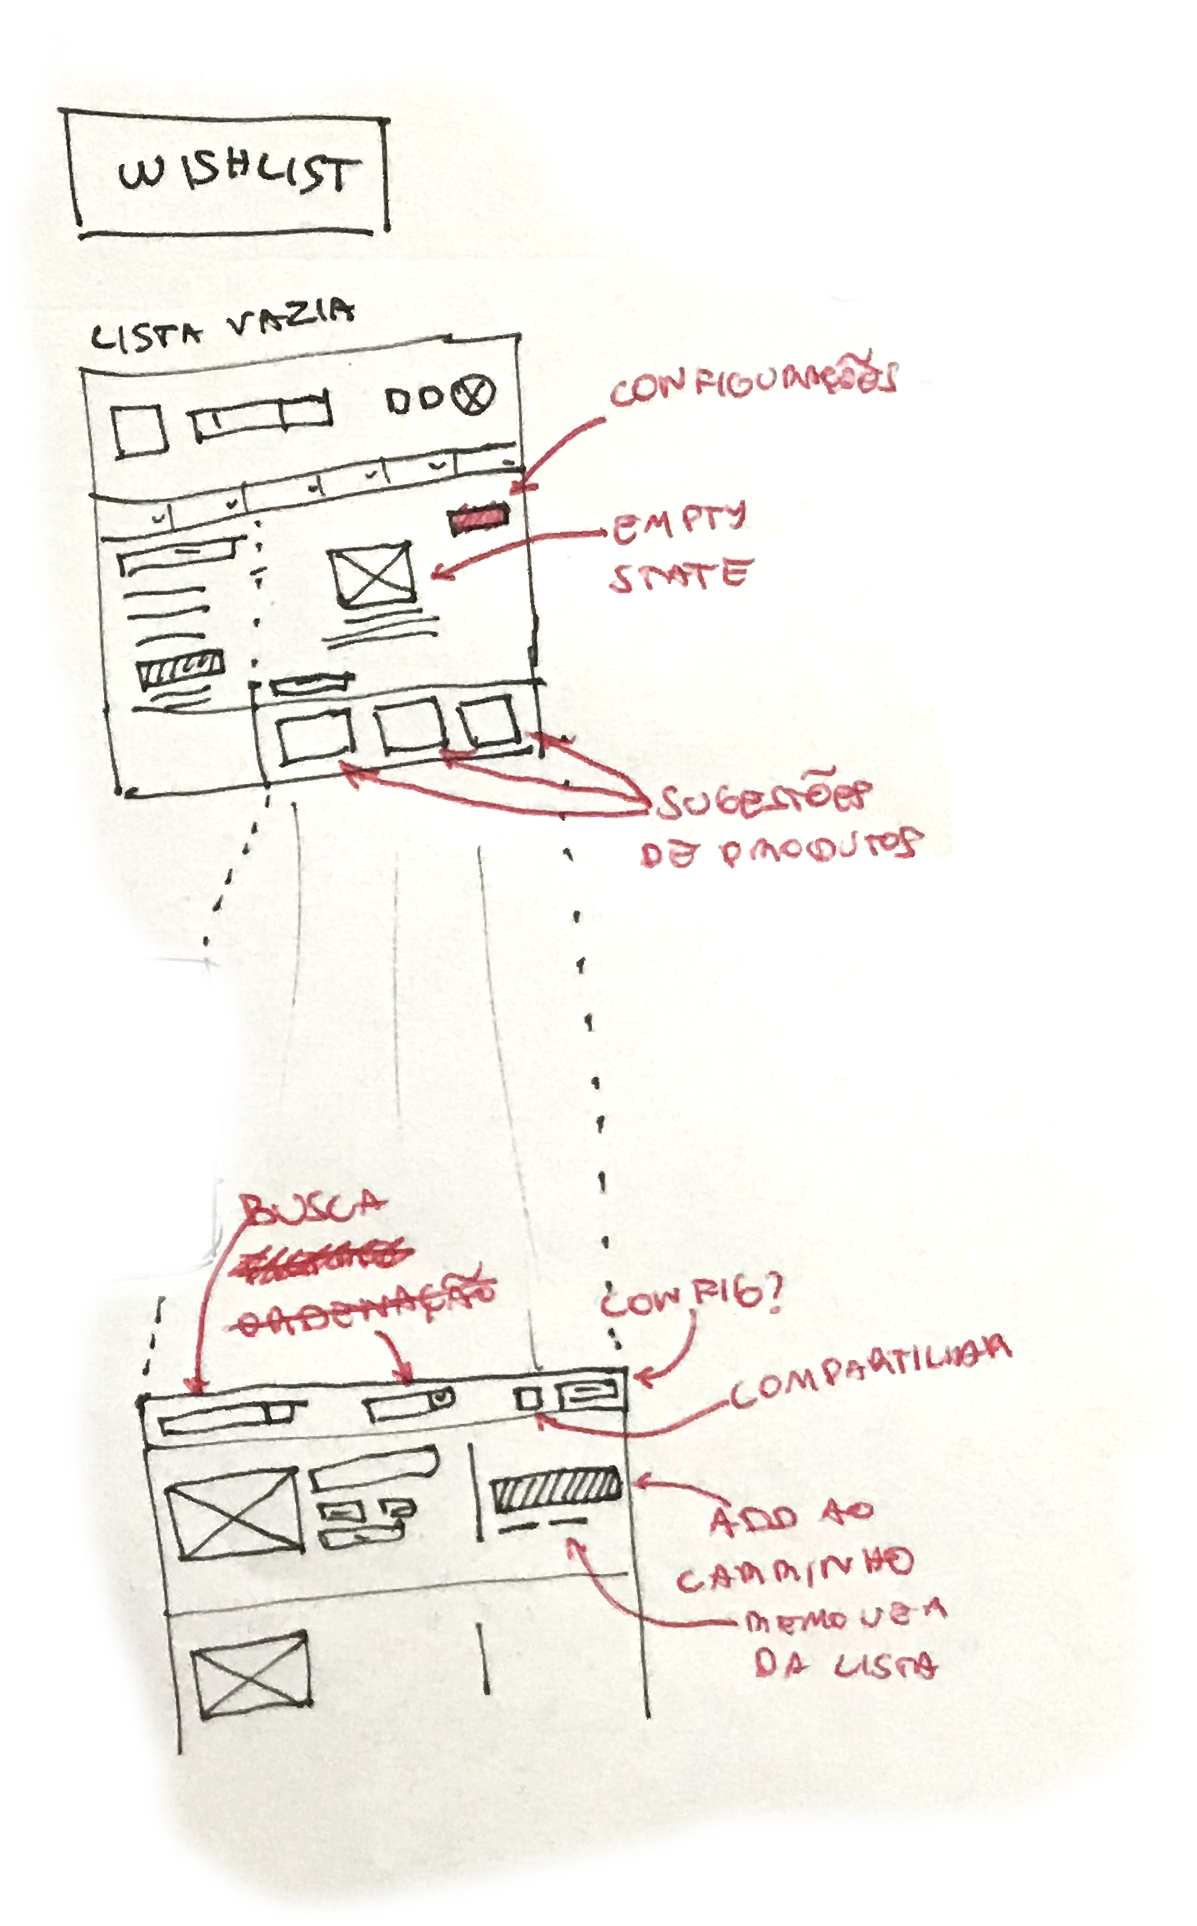 WISHLIST
LISTA VAZIA
CONFIGURAÇÕES
EMPTY
STATE
SUGESTÕES
DE PRODUTOS
BUSCA
ORDENAÇÃO
CONFIG?
COMPARTILHAR
ADD AO
CARRINHO
REMOVER
DA LISTA